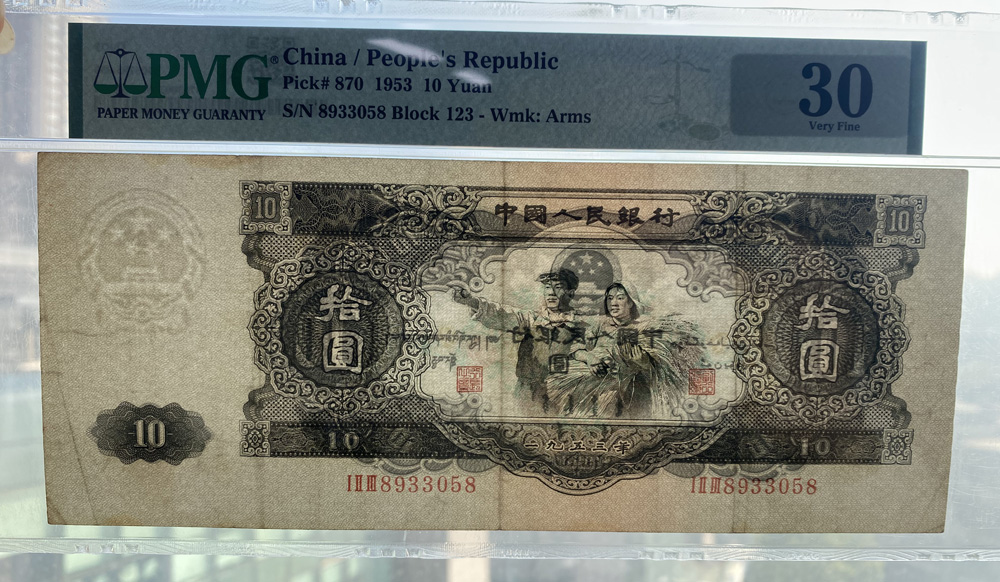 PMG®
PAPER MONEY GUARANTY
China / People's Republic
Pick# 870 1953 10 Yuan
S/N 8933058 Block 123 - Wmk: Arms
30
Very Fine
10
中國人民銀行
10
拾
圓
拾
圓
10
10
一九五三年
10
I II III 8933058
I II III 8933058